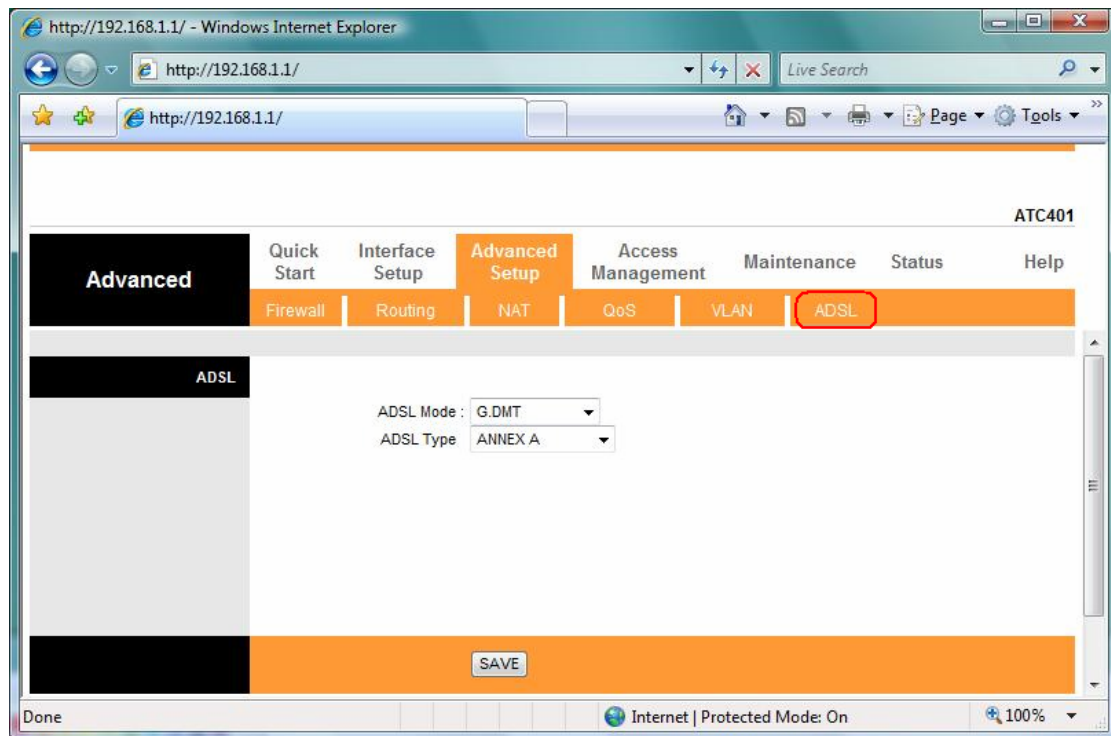 http://192.168.1.1/ - Windows Internet Explorer
http://192.168.1.1/
Live Search
http://192.168.1.1/
Page
Tools
ATC401
Advanced
Quick Start
Interface Setup
Advanced Setup
Access Management
Maintenance
Status
Help
Firewall
Routing
NAT
QoS
VLAN
ADSL
ADSL
ADSL Mode : G.DMT
ADSL Type ANNEX A
SAVE
Done
Internet | Protected Mode: On
100%